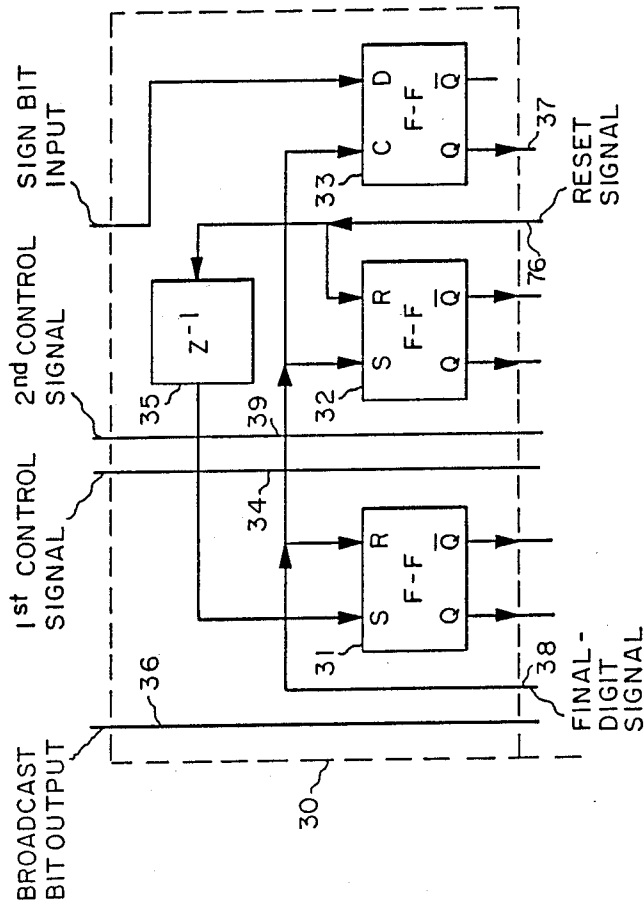 BROADCAST
BIT OUTPUT
1st CONTROL
SIGNAL
2nd CONTROL
SIGNAL
SIGN BIT
INPUT
36
34
39
35
Z-1
31
S
R
F-F
Q
Q
32
S
R
F-F
Q
Q
33
C
D
F-F
Q
Q
30
38
FINAL-
DIGIT
SIGNAL
76
RESET
SIGNAL
37